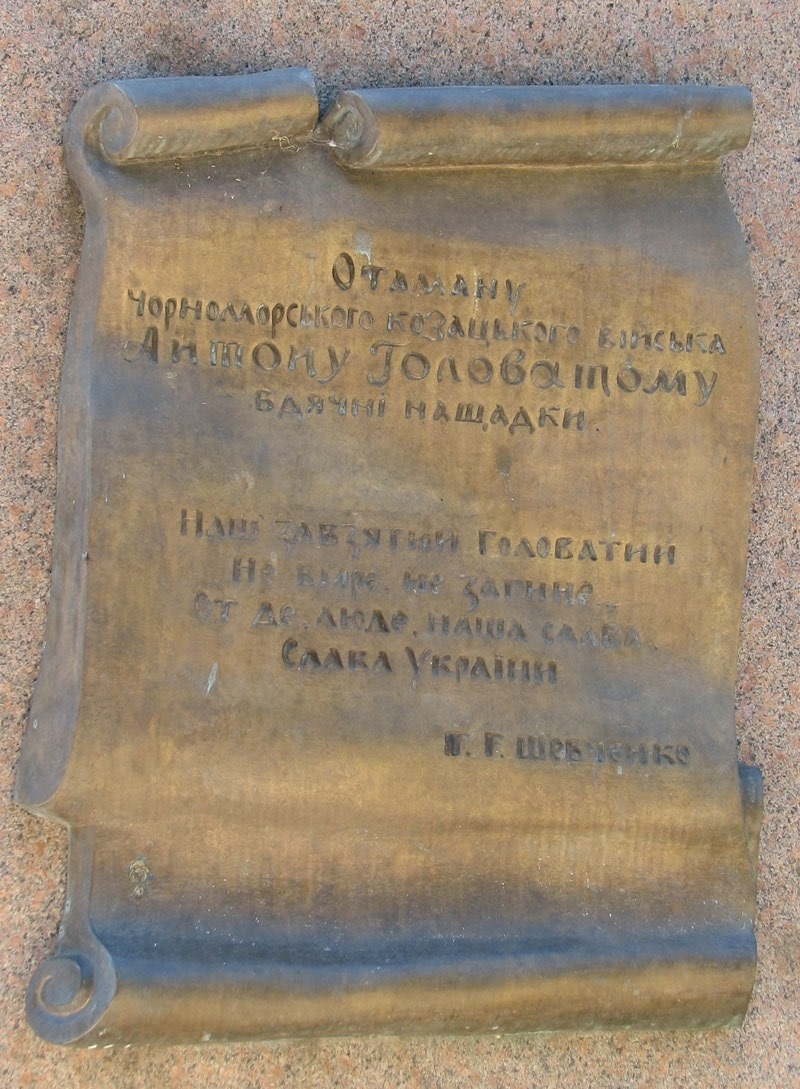 Отаману
Чорноморського козацького війська
Антону Головатому
вдячні нащадки.
Наш завзятий Головатий
Не вмре, не загине...
От де, люде, наша слава,
Слава України
Т. Г. Шевченко